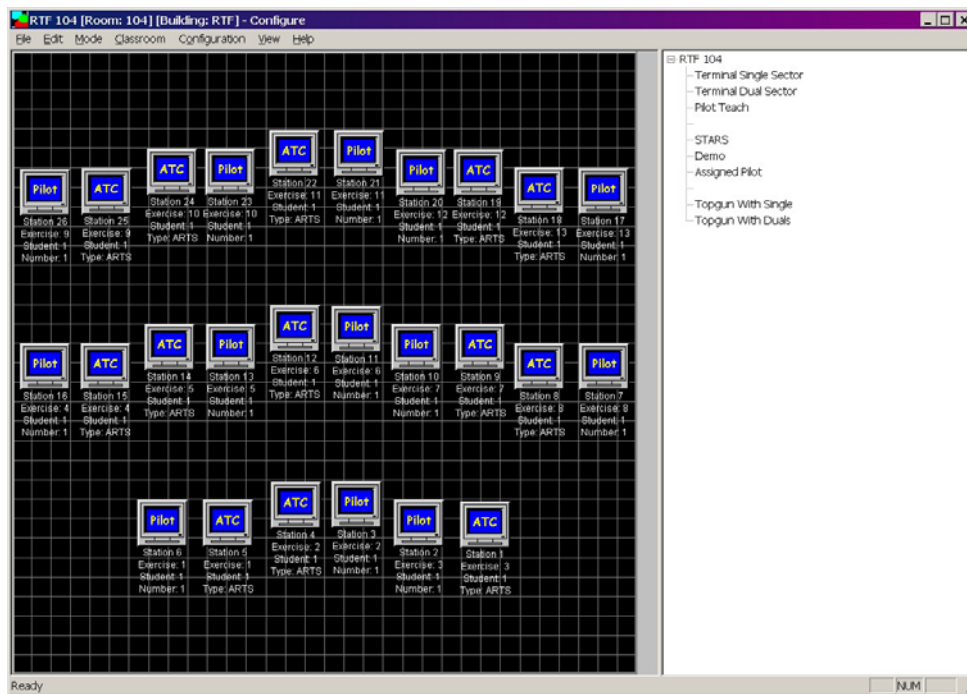 RTF 104 [Room: 104] [Building: RTF] - Configure
File Edit Mode Classroom Configuration View Help
Pilot
Station 26
Exercise: 9
Student: 1
Number: 1
ATC
Station 25
Exercise: 9
Student: 1
Type: ARTS
ATC
Station 24
Exercise: 10
Student: 1
Type: ARTS
Pilot
Station 23
Exercise: 10
Student: 1
Number: 1
ATC
Station 22
Exercise: 11
Student: 1
Type: ARTS
Pilot
Station 21
Exercise: 11
Student: 1
Number: 1
Pilot
Station 20
Exercise: 12
Student: 1
Number: 1
ATC
Station 19
Exercise: 12
Student: 1
Type: ARTS
ATC
Station 18
Exercise: 13
Student: 1
Type: ARTS
Pilot
Station 17
Exercise: 13
Student: 1
Number: 1
Pilot
Station 16
Exercise: 4
Student: 1
Number: 1
ATC
Station 15
Exercise: 4
Student: 1
Type: ARTS
ATC
Station 14
Exercise: 5
Student: 1
Type: ARTS
Pilot
Station 13
Exercise: 5
Student: 1
Number: 1
ATC
Station 12
Exercise: 6
Student: 1
Type: ARTS
Pilot
Station 11
Exercise: 6
Student: 1
Number: 1
Pilot
Station 10
Exercise: 7
Student: 1
Number: 1
ATC
Station 9
Exercise: 7
Student: 1
Type: ARTS
ATC
Station 8
Exercise: 8
Student: 1
Type: ARTS
Pilot
Station 7
Exercise: 8
Student: 1
Number: 1
Pilot
Station 6
Exercise: 1
Student: 1
Number: 1
ATC
Station 5
Exercise: 1
Student: 1
Type: ARTS
ATC
Station 4
Exercise: 2
Student: 1
Type: ARTS
Pilot
Station 3
Exercise: 2
Student: 1
Number: 1
Pilot
Station 2
Exercise: 3
Student: 1
Number: 1
ATC
Station 1
Exercise: 3
Student: 1
Type: ARTS
RTF 104
Terminal Single Sector
Terminal Dual Sector
Pilot Teach
STARS
Demo
Assigned Pilot
Topgun With Single
Topgun With Duals
Ready
NUM